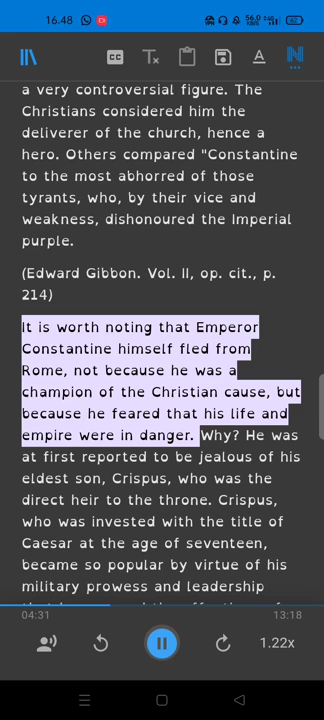 16.48
56.0
KB/s
62
CC
a very controversial figure. The
Christians considered him the
deliverer of the church, hence a
hero. Others compared "Constantine
to the most abhorred of those
tyrants, who, by their vice and
weakness, dishonoured the Imperial
purple.
(Edward Gibbon. Vol. II, op. cit., p.
214)
It is worth noting that Emperor
Constantine himself fled from
Rome, not because he was a
champion of the Christian cause, but
because he feared that his life and
empire were in danger. Why? He was
at first reported to be jealous of his
eldest son, Crispus, who was the
direct heir to the throne. Crispus,
who was invested with the title of
Caesar at the age of seventeen,
became so popular by virtue of his
military prowess and leadership
04:31
13:18
1.22x